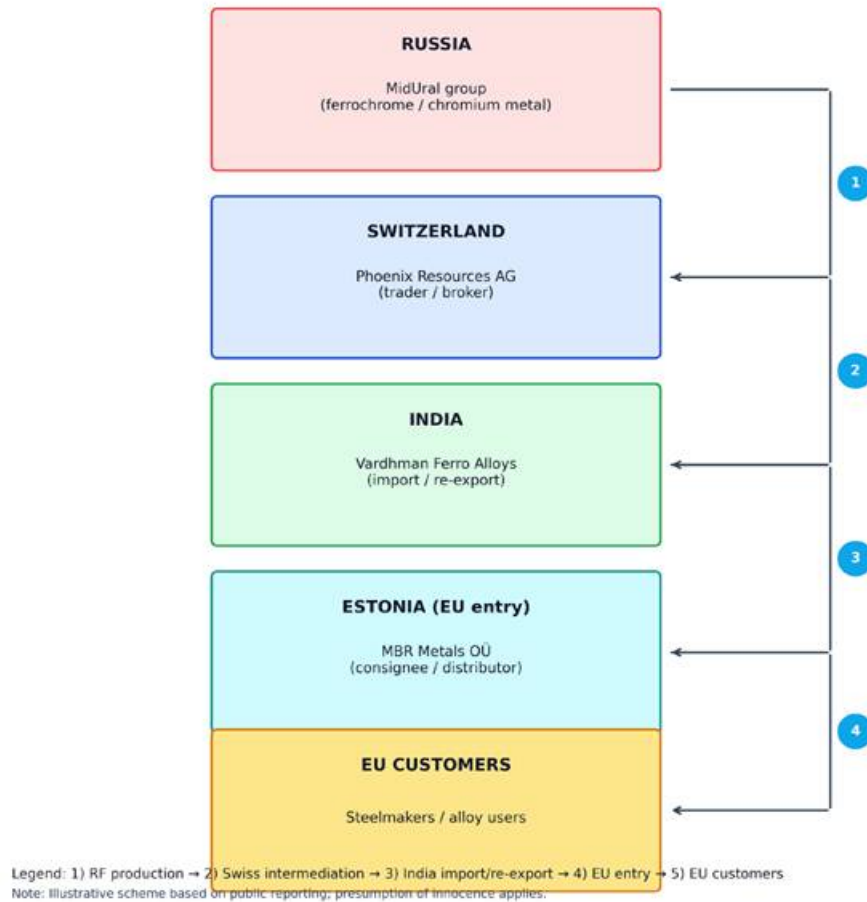 RUSSIA
MidUral group
(ferrochrome / chromium metal)
1
SWITZERLAND
Phoenix Resources AG
(trader / broker)
2
INDIA
Vardhman Ferro Alloys
(import / re-export)
3
ESTONIA (EU entry)
MBR Metals OÜ
(consignee / distributor)
4
EU CUSTOMERS
Steelmakers / alloy users
Legend: 1) RF production → 2) Swiss intermediation → 3) India import/re-export → 4) EU entry → 5) EU customers
Note: Illustrative scheme based on public reporting; presumption of innocence applies.